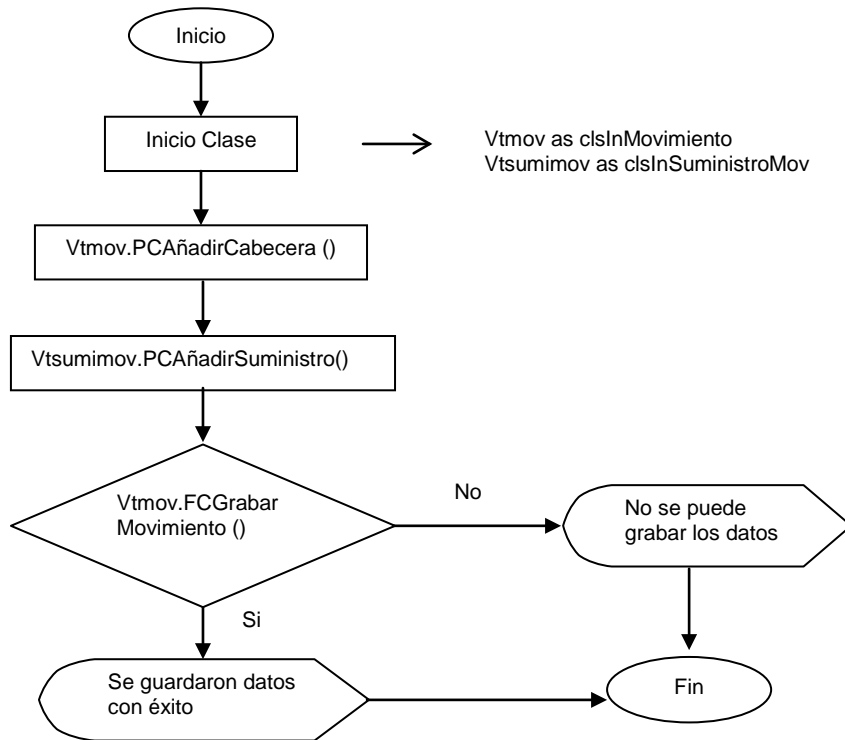 Inicio
Inicio Clase
Vtmov as clsInMovimiento
Vtsumimov as clsInSuministroMov
Vtmov.PCAñadirCabecera ()
Vtsumimov.PCAñadirSuministro()
Vtmov.FCGrabar
Movimiento ()
No
No se puede
grabar los datos
Si
Se guardaron datos
con éxito
Fin